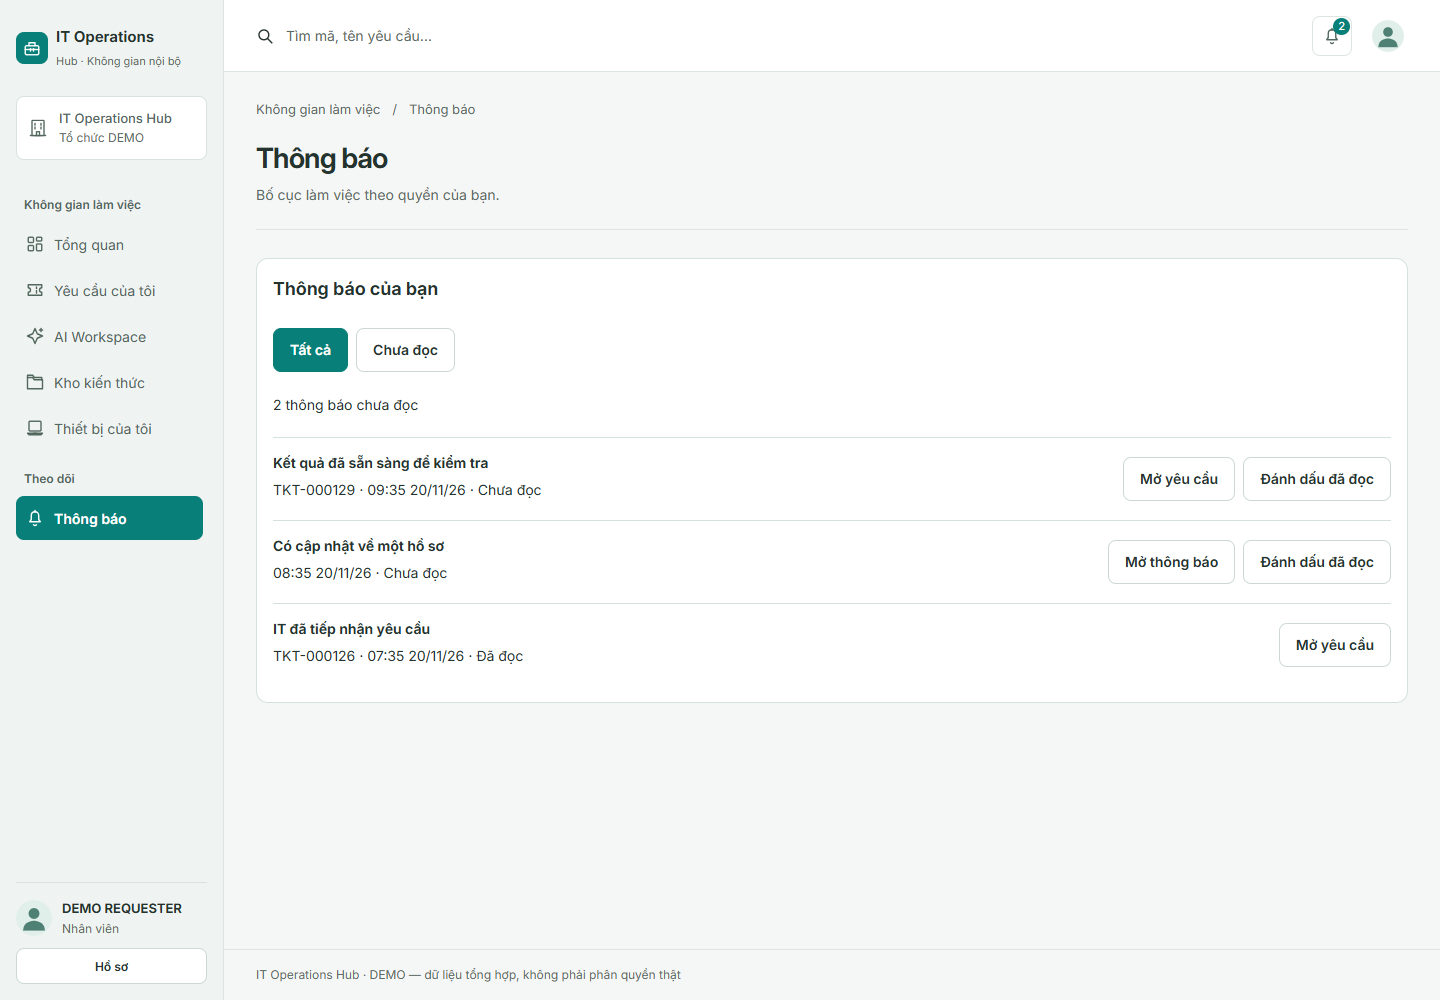 IT Operations
Hub · Không gian nội bộ
IT Operations Hub
Tổ chức DEMO
Không gian làm việc
Tổng quan
Yêu cầu của tôi
AI Workspace
Kho kiến thức
Thiết bị của tôi
Theo dõi
Thông báo
DEMO REQUESTER
Nhân viên
Hồ sơ
Tìm mã, tên yêu cầu...
2
Không gian làm việc / Thông báo
Thông báo
Bố cục làm việc theo quyền của bạn.
Thông báo của bạn
Tất cả
Chưa đọc
2 thông báo chưa đọc
Kết quả đã sẵn sàng để kiểm tra
TKT-000129 · 09:35 20/11/26 · Chưa đọc
Mở yêu cầu
Đánh dấu đã đọc
Có cập nhật về một hồ sơ
08:35 20/11/26 · Chưa đọc
Mở thông báo
Đánh dấu đã đọc
IT đã tiếp nhận yêu cầu
TKT-000126 · 07:35 20/11/26 · Đã đọc
Mở yêu cầu
IT Operations Hub · DEMO — dữ liệu tổng hợp, không phải phân quyền thật